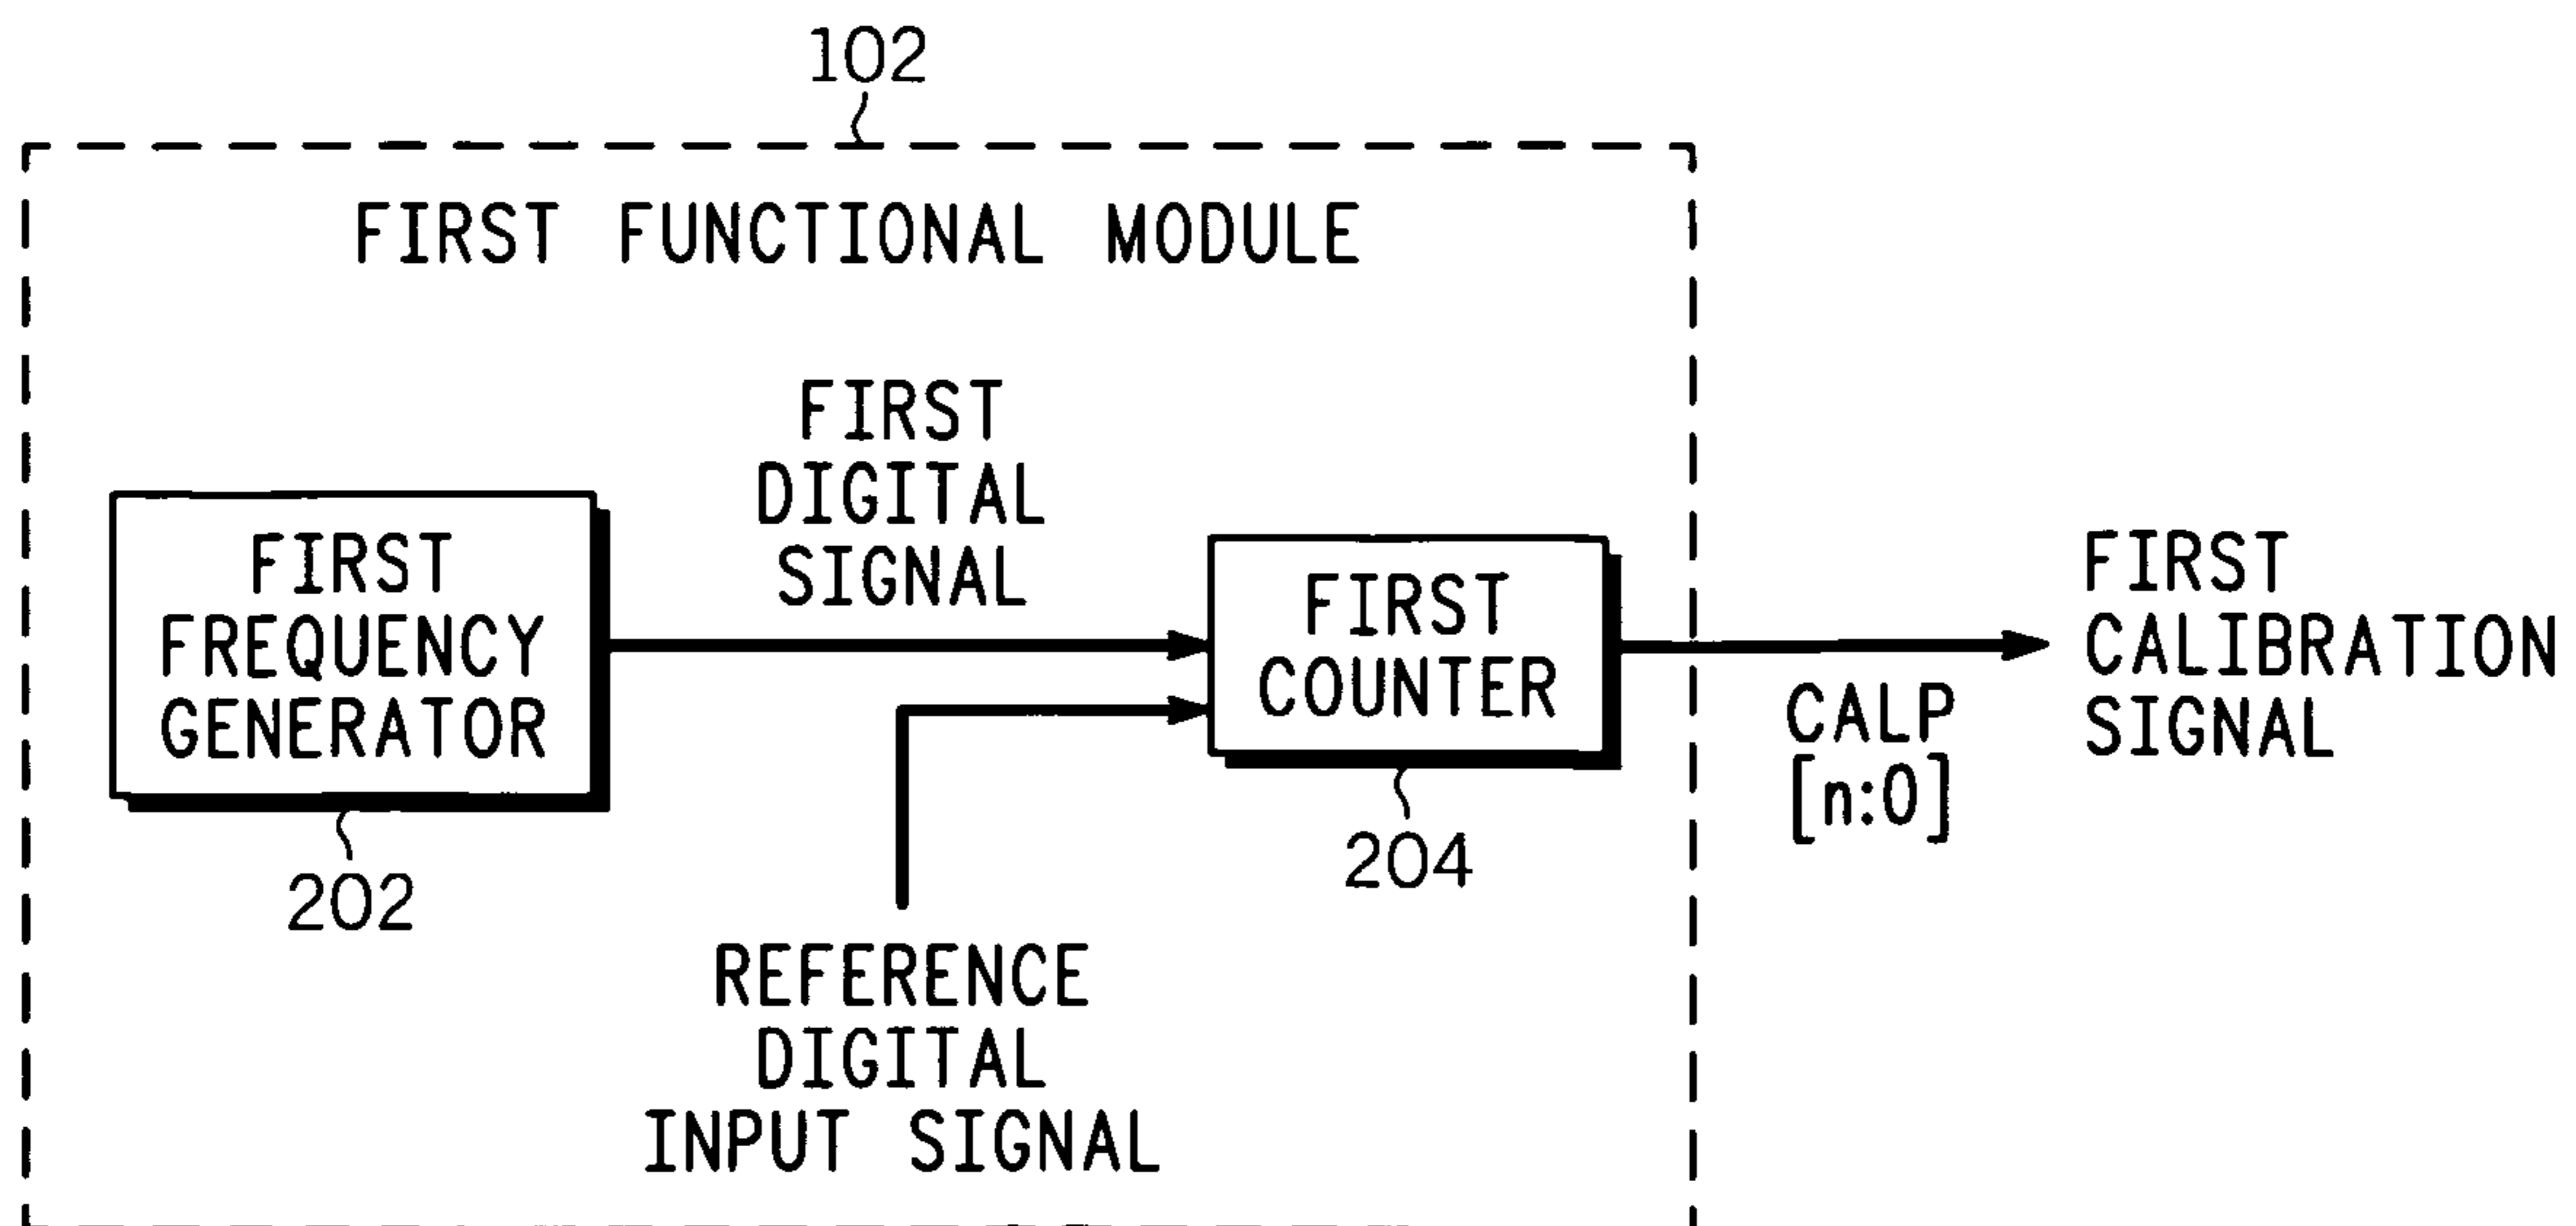 102
FIRST FUNCTIONAL MODULE
FIRST
DIGITAL
SIGNAL
FIRST
FREQUENCY
GENERATOR
202
FIRST
COUNTER
204
REFERENCE
DIGITAL
INPUT SIGNAL
CALP
[n:0]
FIRST
CALIBRATION
SIGNAL